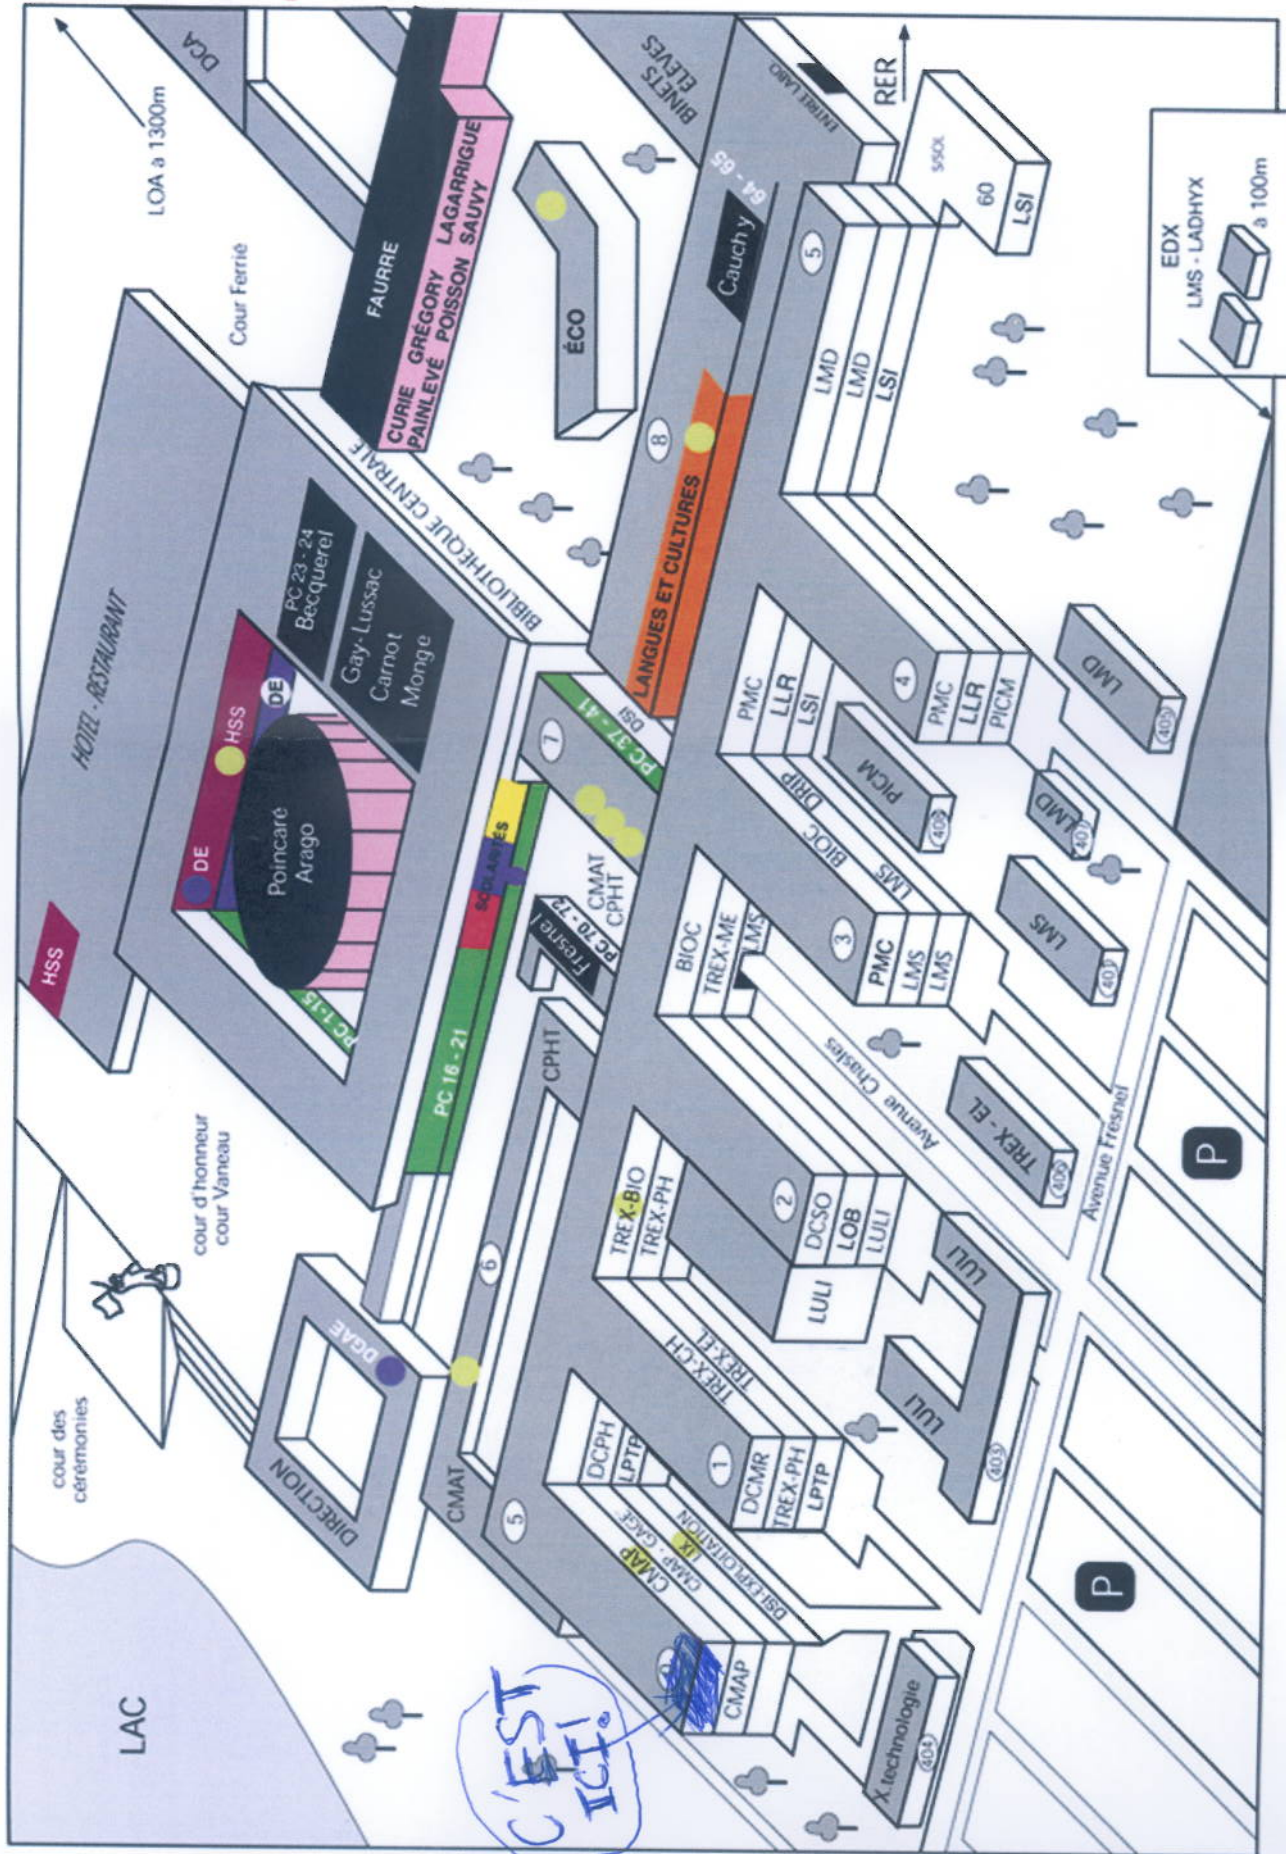 LAC
cour des
cérémonies
cour d'honneur
cour Vaneau
HSS
HOTEL - RESTAURANT
Cour Ferrié
LOA à 1300m
DCA
DIRECTION
DGAE
PC 1-15
DE
HSS
DE
Poincaré
Arago
PC 23 - 24
Becquerel
Gay-Lussac
Carnot
Monge
BIBLIOTHÈQUE CENTRALE
FAURRE
CURIE GRÉGORY LAGARRIGUE
PAINLEVÉ POISSON SAUVY
ÉCO
BINETS
ÉLÈVES
PC 16 - 21
SCOLARITÉS
CMAT
6
CPHT
Fresnel
PC 70 - 72
CMAT
CPHT
7
PC 37 - 41
DSI
8
LANGUES ET CULTURES
Cauchy
64 - 65
ENTRÉE LABO
RER
5
DCPH
LPTP
CMAP
CMAP - GAGE
IX
DSI-EXPLOITATION
CMAP
C'EST
ICI!
1
DCMR
TREX-PH
LPTP
TREX-BIO
TREX-PH
TREX-CH
TREX-EL
2
DCSO
LOB
LULI
LULI
BIOC
TREX-ME
LMS
3
PMC
LMS
LMS
PMC
LLR
LSI
DRIP
BIOC
LMS
4
PMC
LLR
PICM
5
LMD
LMD
LSI
S/SOL
60
LSI
X.technologie
404
LULI
LULI
403
Avenue Chasles
TREX - EL
406
LMS
407
LMD
PICM
408
LMD
405
Avenue Fresnel
P
P
EDX
LMS - LADHYX
à 100m